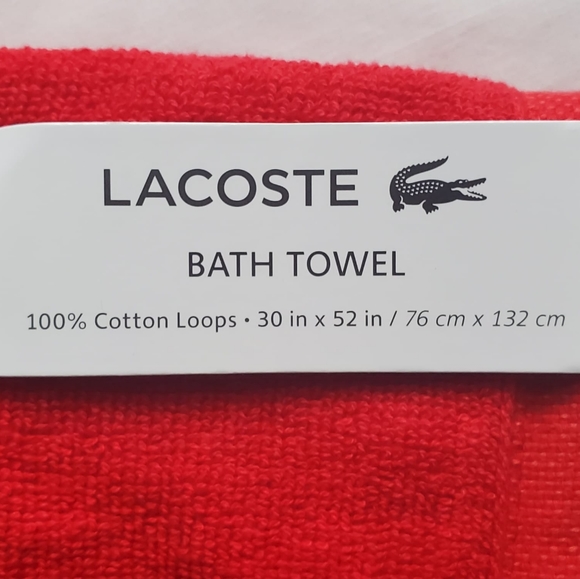 LACOSTE
BATH TOWEL
100% Cotton Loops • 30 in x 52 in / 76 cm x 132 cm